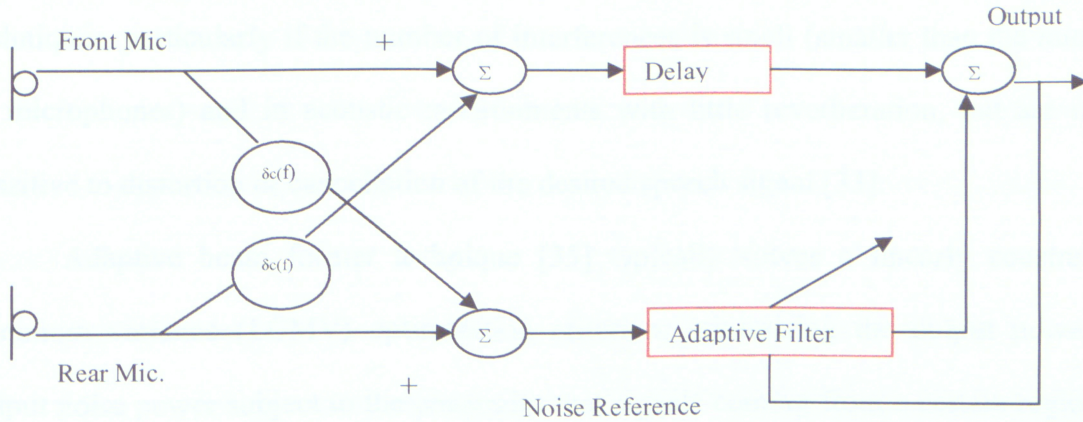 Output
Front Mic
+
Σ
Delay
Σ
δc(f)
δc(f)
Σ
Adaptive Filter
Rear Mic.
+
Noise Reference